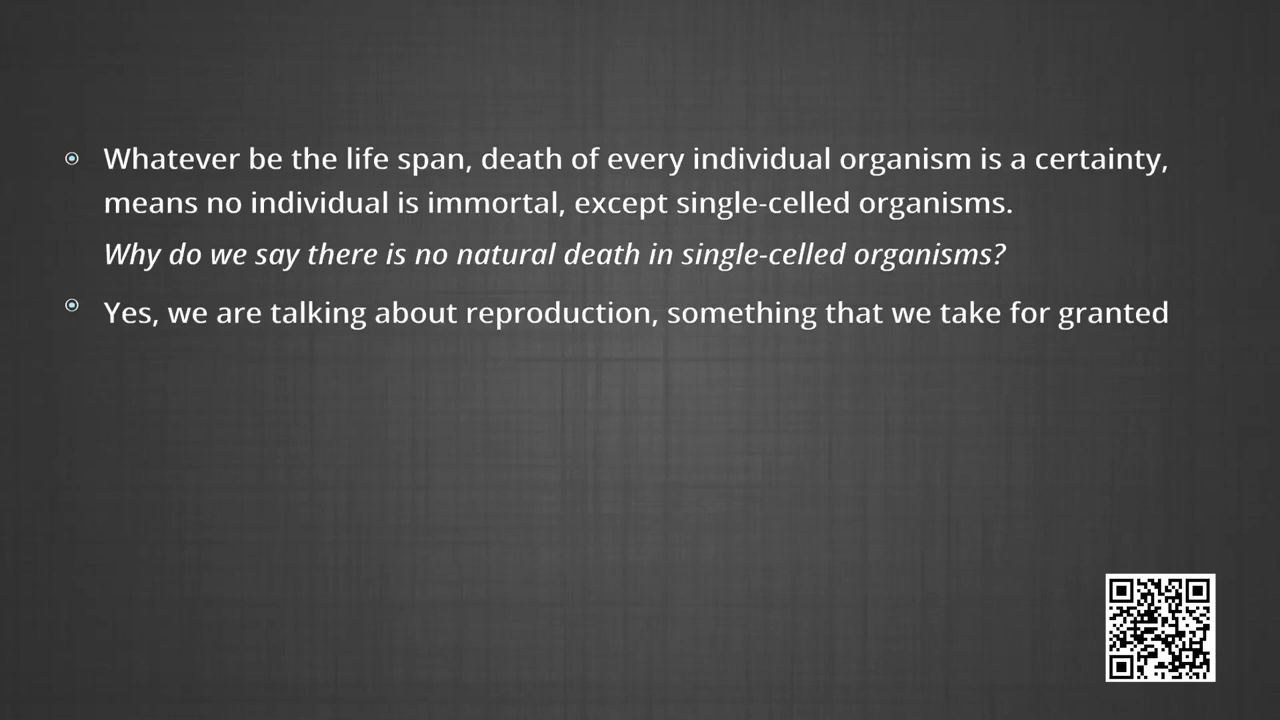 Whatever be the life span, death of every individual organism is a certainty,
means no individual is immortal, except single-celled organisms.
Why do we say there is no natural death in single-celled organisms?
Yes, we are talking about reproduction, something that we take for granted